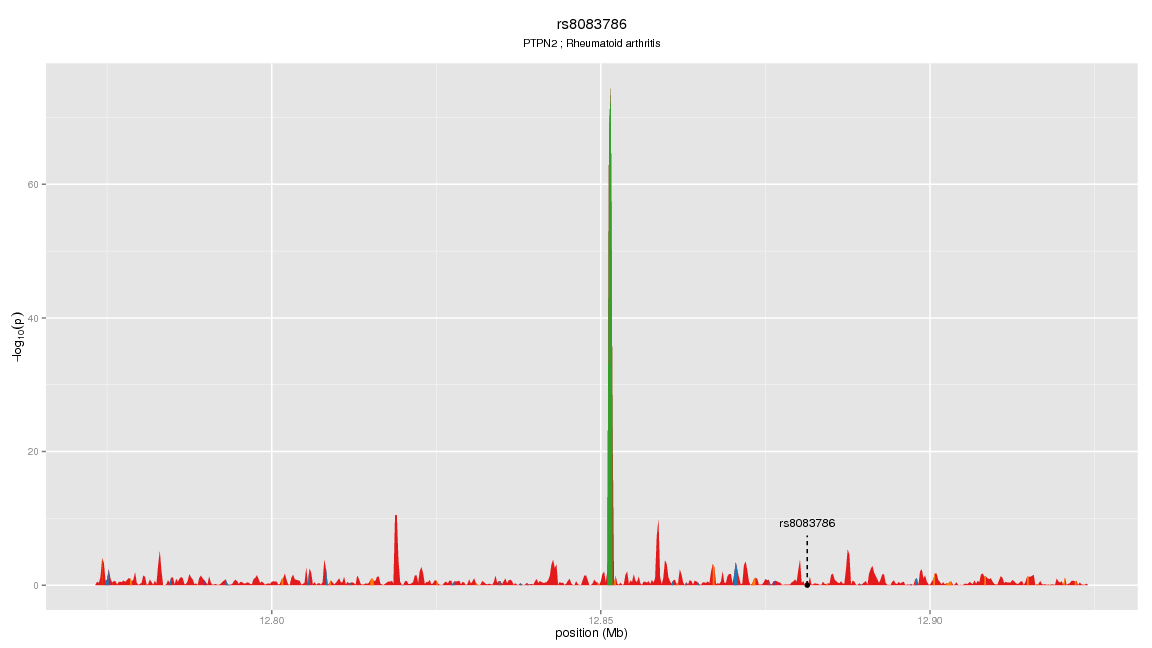 rs8083786
PTPN2 ; Rheumatoid arthritis
−log10(p)
60
40
20
0
rs8083786
12.80
12.85
12.90
position (Mb)